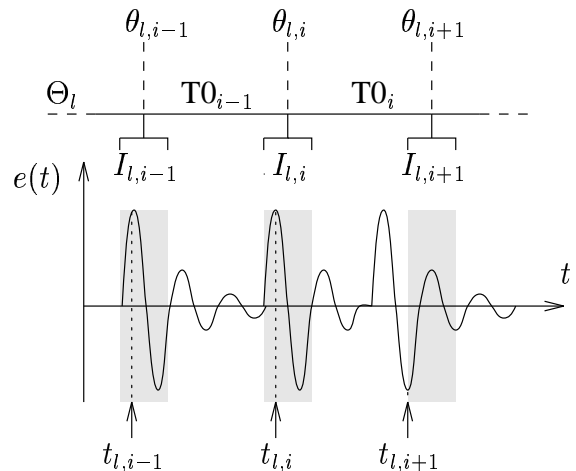 θ_{l,i−1} θ_{l,i} θ_{l,i+1}
Θ_l T0_{i−1} T0_i
I_{l,i−1} I_{l,i} I_{l,i+1}
e(t)
t
t_{l,i−1} t_{l,i} t_{l,i+1}